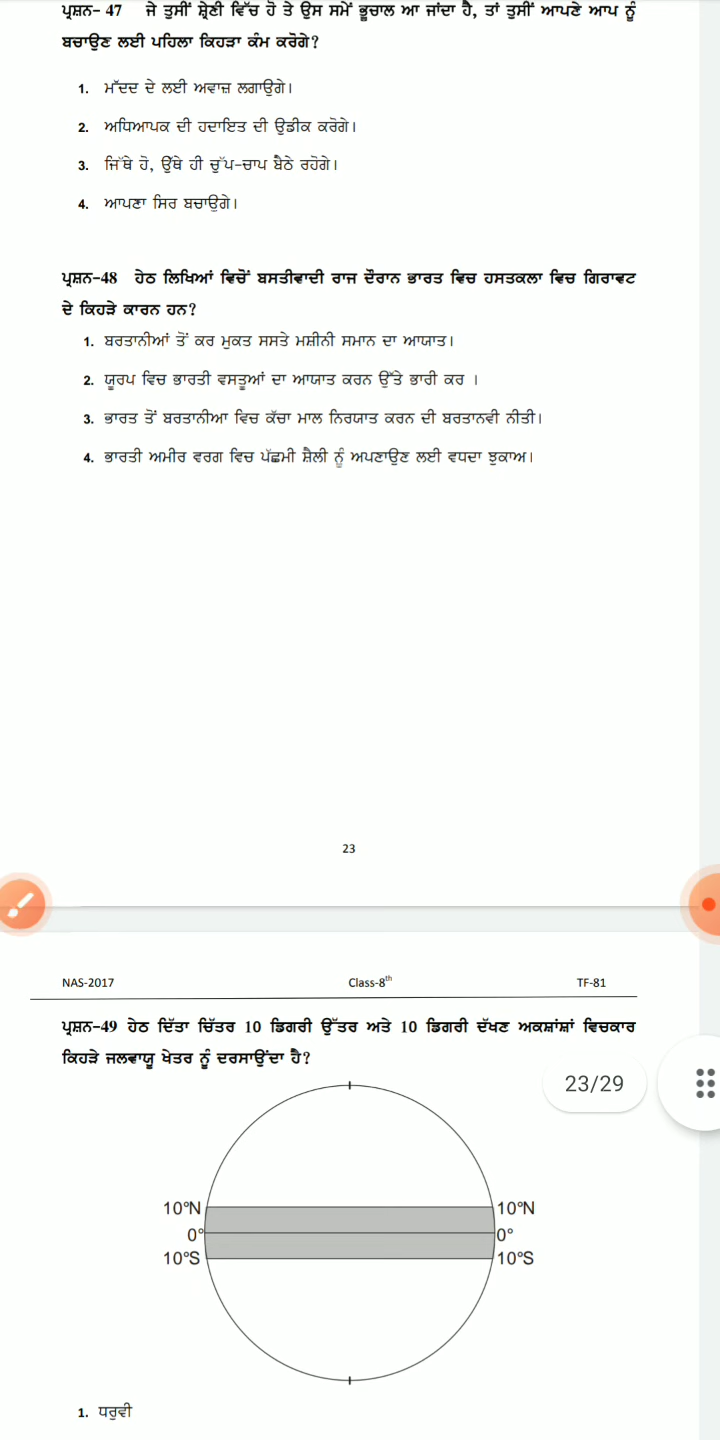 ਪ੍ਰਸ਼ਨ- 47 ਜੇ ਤੁਸੀਂ ਸ਼੍ਰੇਣੀ ਵਿੱਚ ਹੋ ਤੇ ਉਸ ਸਮੇਂ ਭੂਚਾਲ ਆ ਜਾਂਦਾ ਹੈ, ਤਾਂ ਤੁਸੀਂ ਆਪਣੇ ਆਪ ਨੂੰ
ਬਚਾਉਣ ਲਈ ਪਹਿਲਾ ਕਿਹੜਾ ਕੰਮ ਕਰੋਗੇ?
1. ਮੱਦਦ ਦੇ ਲਈ ਅਵਾਜ਼ ਲਗਾਉਗੇ।
2. ਅਧਿਆਪਕ ਦੀ ਹਦਾਇਤ ਦੀ ਉਡੀਕ ਕਰੋਗੇ।
3. ਜਿੱਥੇ ਹੋ, ਉੱਥੇ ਹੀ ਚੁੱਪ-ਚਾਪ ਬੈਠੇ ਰਹੋਗੇ।
4. ਆਪਣਾ ਸਿਰ ਬਚਾਉਗੇ।
ਪ੍ਰਸ਼ਨ-48 ਹੇਠ ਲਿਖਿਆਂ ਵਿਚੋਂ ਬਸਤੀਵਾਦੀ ਰਾਜ ਦੌਰਾਨ ਭਾਰਤ ਵਿਚ ਹਸਤਕਲਾ ਵਿਚ ਗਿਰਾਵਟ
ਦੇ ਕਿਹੜੇ ਕਾਰਨ ਹਨ?
1. ਬਰਤਾਨੀਆਂ ਤੋਂ ਕਰ ਮੁਕਤ ਸਸਤੇ ਮਸ਼ੀਨੀ ਸਮਾਨ ਦਾ ਆਯਾਤ।
2. ਯੂਰਪ ਵਿਚ ਭਾਰਤੀ ਵਸਤੂਆਂ ਦਾ ਆਯਾਤ ਕਰਨ ਉੱਤੇ ਭਾਰੀ ਕਰ ।
3. ਭਾਰਤ ਤੋਂ ਬਰਤਾਨੀਆ ਵਿਚ ਕੱਚਾ ਮਾਲ ਨਿਰਯਾਤ ਕਰਨ ਦੀ ਬਰਤਾਨਵੀ ਨੀਤੀ।
4. ਭਾਰਤੀ ਅਮੀਰ ਵਰਗ ਵਿਚ ਪੱਛਮੀ ਸ਼ੈਲੀ ਨੂੰ ਅਪਣਾਉਣ ਲਈ ਵਧਦਾ ਝੁਕਾਅ।
23
NAS-2017 Class-8th TF-81
ਪ੍ਰਸ਼ਨ-49 ਹੇਠ ਦਿੱਤਾ ਚਿੱਤਰ 10 ਡਿਗਰੀ ਉੱਤਰ ਅਤੇ 10 ਡਿਗਰੀ ਦੱਖਣ ਅਕਸ਼ਾਂਸ਼ਾਂ ਵਿਚਕਾਰ
ਕਿਹੜੇ ਜਲਵਾਯੂ ਖੇਤਰ ਨੂੰ ਦਰਸਾਉਂਦਾ ਹੈ?
23/29
10°N 10°N
0° 0°
10°S 10°S
1. ਧਰੁਵੀ